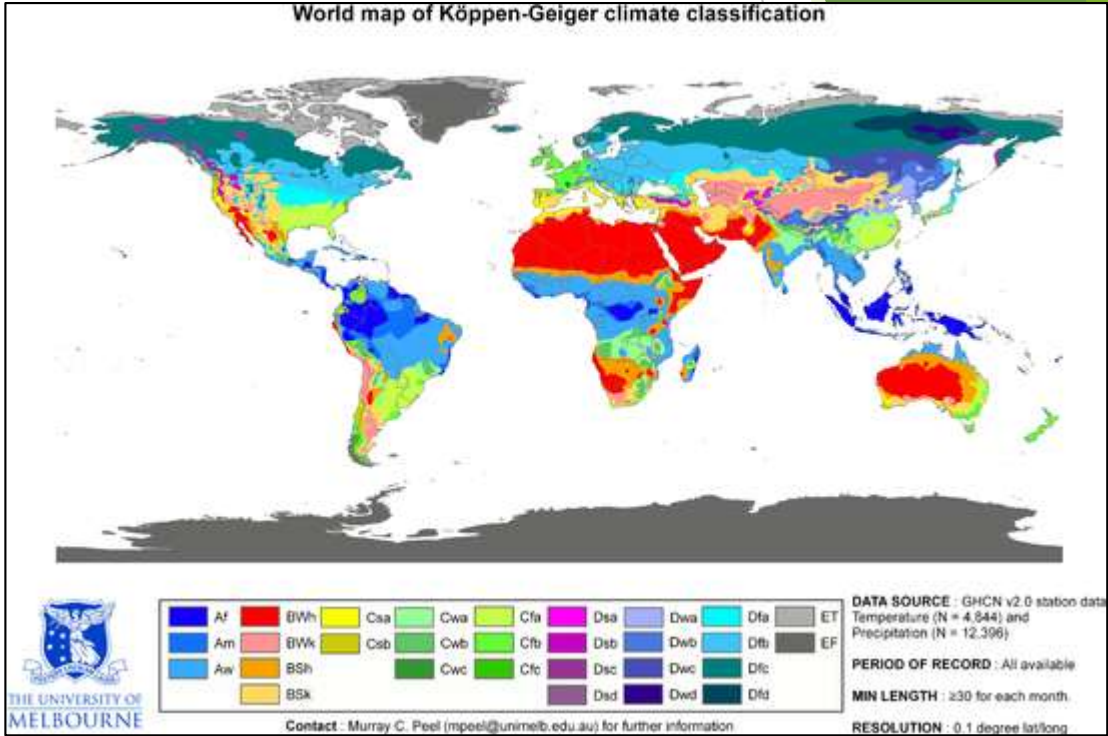 World map of Köppen-Geiger climate classification
THE UNIVERSITY OF
MELBOURNE
Af BWh Csa Cwa Cfa Dsa Dwa Dfa ET
Am BWk Csb Cwb Cfb Dsb Dwb Dfb EF
Aw BSh Cwc Cfc Dsc Dwc Dfc
BSk Dsd Dwd Dfd
Contact : Murray C. Peel (mpeel@unimelb.edu.au) for further information
DATA SOURCE : GHCN v2.0 station data
Temperature (N = 4,844) and
Precipitation (N = 12,396)
PERIOD OF RECORD : All available
MIN LENGTH : ≥30 for each month.
RESOLUTION : 0.1 degree lat/long